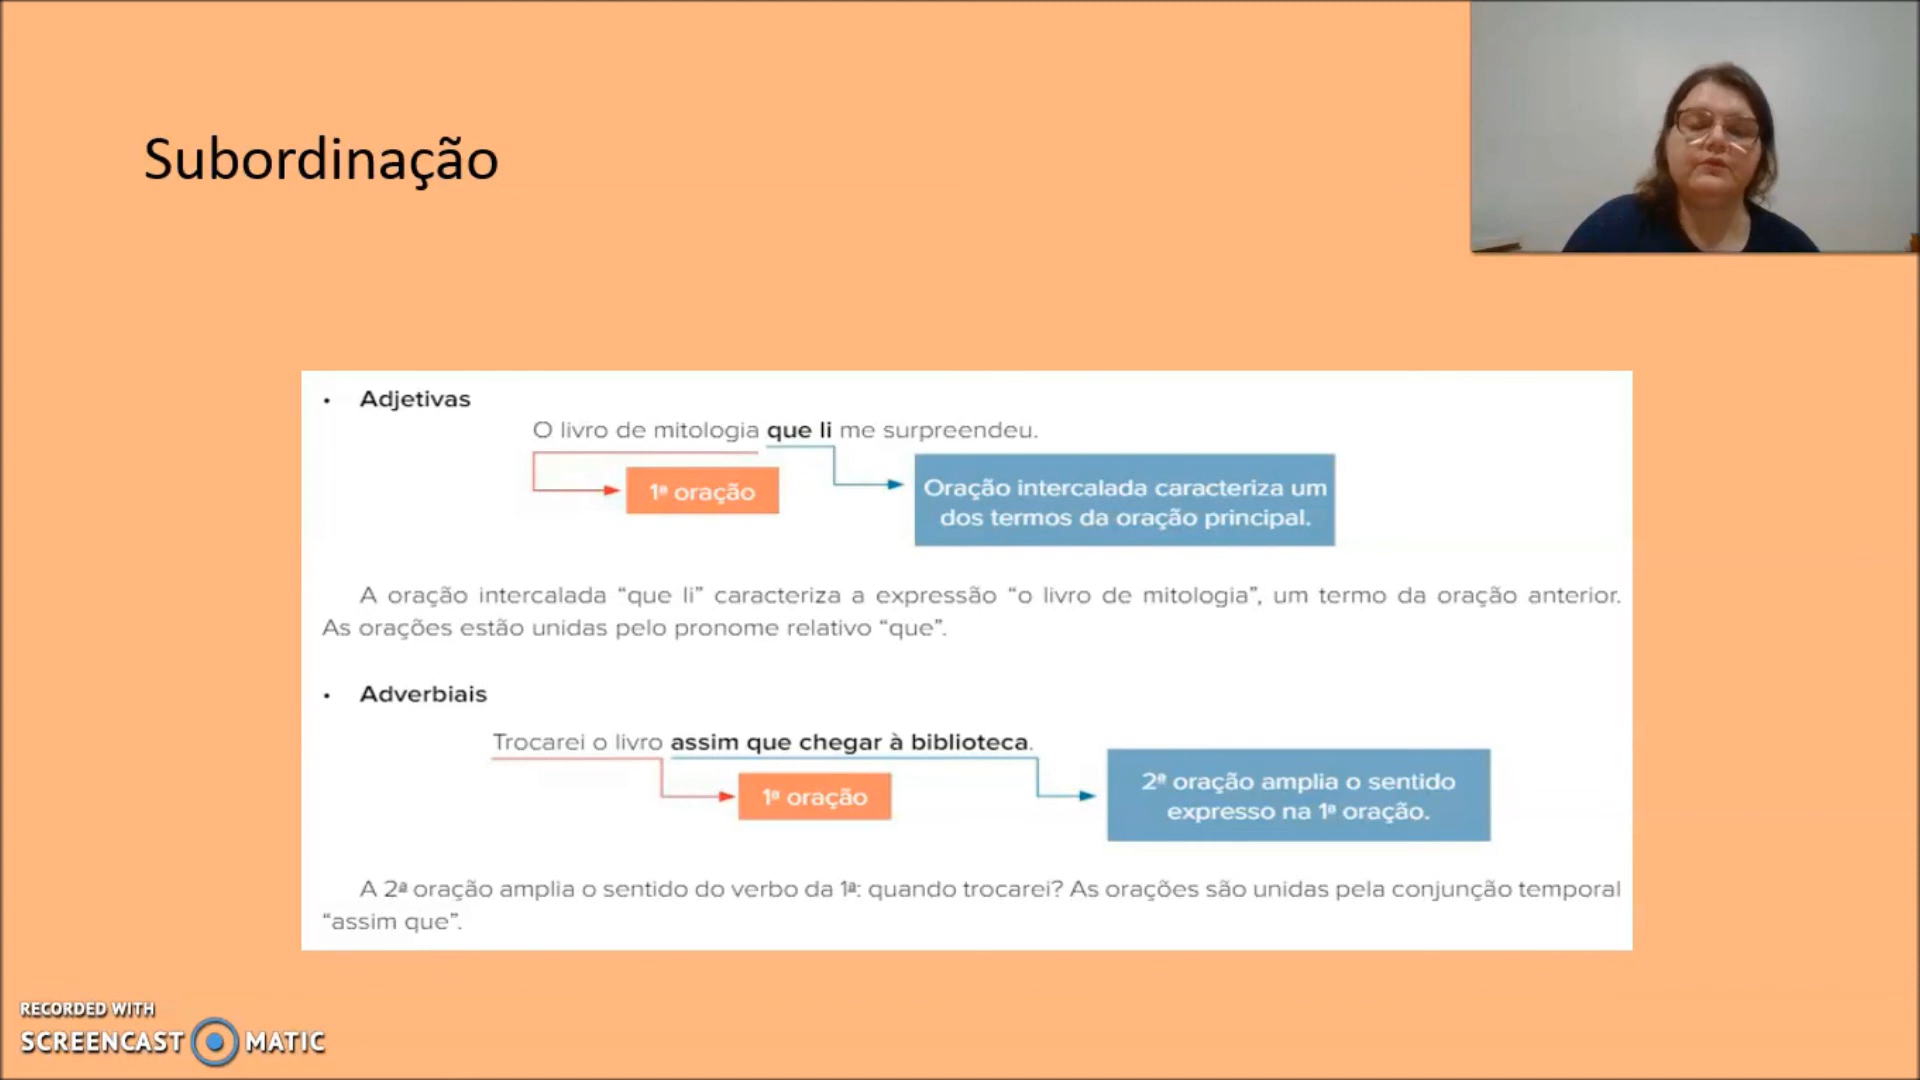 Subordinação
• Adjetivas
O livro de mitologia que li me surpreendeu.
1ª oração
Oração intercalada caracteriza um
dos termos da oração principal.
A oração intercalada “que li” caracteriza a expressão “o livro de mitologia”, um termo da oração anterior.
As orações estão unidas pelo pronome relativo “que”.
• Adverbiais
Trocarei o livro assim que chegar à biblioteca.
1ª oração
2ª oração amplia o sentido
expresso na 1ª oração.
A 2ª oração amplia o sentido do verbo da 1ª: quando trocarei? As orações são unidas pela conjunção temporal
“assim que”.
RECORDED WITH
SCREENCAST MATIC